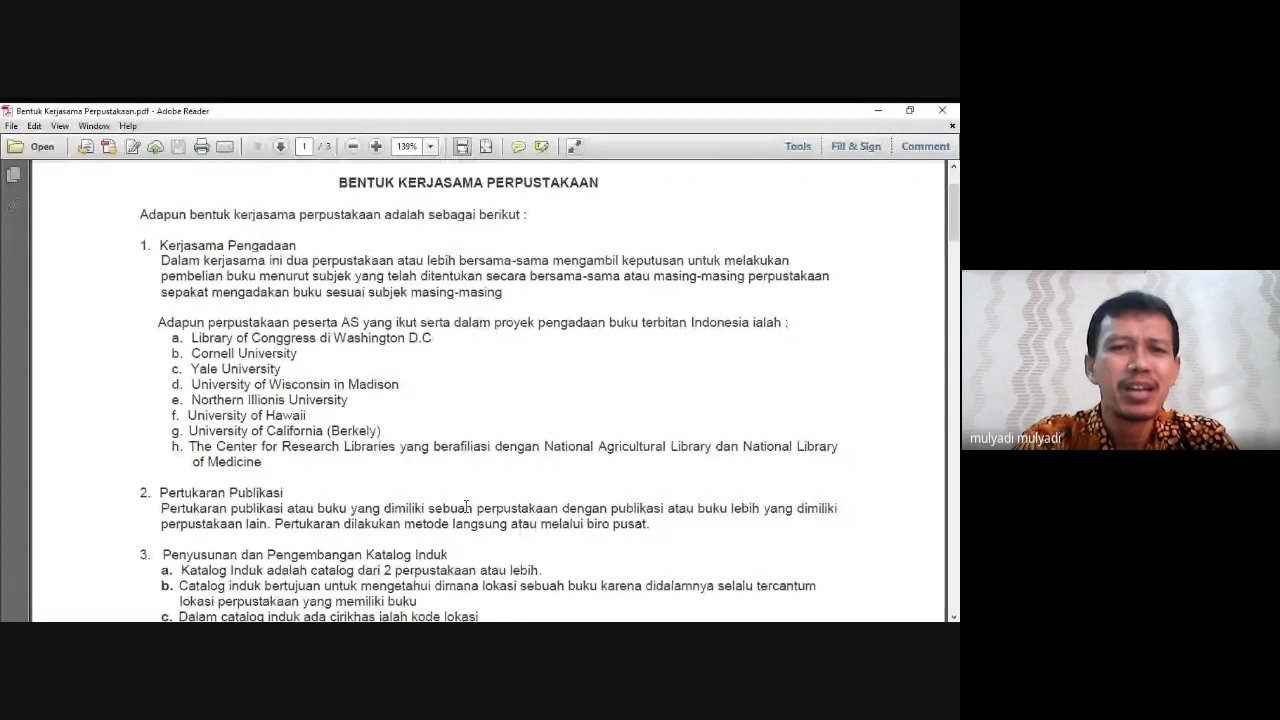 Bentuk Kerjasama Perpustakaan.pdf - Adobe Reader
File Edit View Window Help
Open 1 / 3 139% Tools Fill & Sign Comment
BENTUK KERJASAMA PERPUSTAKAAN
Adapun bentuk kerjasama perpustakaan adalah sebagai berikut :
1. Kerjasama Pengadaan
Dalam kerjasama ini dua perpustakaan atau lebih bersama-sama mengambil keputusan untuk melakukan
pembelian buku menurut subjek yang telah ditentukan secara bersama-sama atau masing-masing perpustakaan
sepakat mengadakan buku sesuai subjek masing-masing
Adapun perpustakaan peserta AS yang ikut serta dalam proyek pengadaan buku terbitan Indonesia ialah ;
a. Library of Conggress di Washington D.C
b. Cornell University
c. Yale University
d. University of Wisconsin in Madison
e. Northern Illionis University
f. University of Hawaii
g. University of California (Berkely)
h. The Center for Research Libraries yang berafiliasi dengan National Agricultural Library dan National Library
of Medicine
2. Pertukaran Publikasi
Pertukaran publikasi atau buku yang dimiliki sebuah perpustakaan dengan publikasi atau buku lebih yang dimiliki
perpustakaan lain. Pertukaran dilakukan metode langsung atau melalui biro pusat.
3. Penyusunan dan Pengembangan Katalog Induk
a. Katalog Induk adalah catalog dari 2 perpustakaan atau lebih.
b. Catalog induk bertujuan untuk mengetahui dimana lokasi sebuah buku karena didalamnya selalu tercantum
lokasi perpustakaan yang memiliki buku
c. Dalam catalog induk ada cirikhas ialah kode lokasi
mulyadi mulyadi